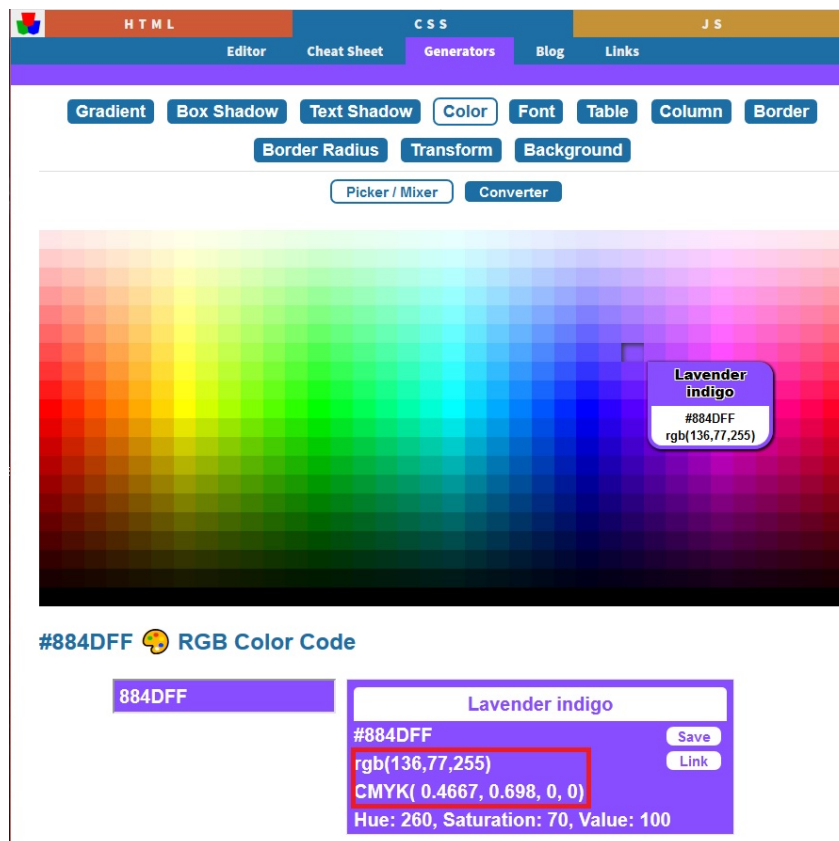 HTML CSS JS
Editor Cheat Sheet Generators Blog Links
Gradient Box Shadow Text Shadow Color Font Table Column Border
Border Radius Transform Background
Picker / Mixer Converter
Lavender
indigo
#884DFF
rgb(136,77,255)
#884DFF 🎨 RGB Color Code
884DFF
Lavender indigo
#884DFF Save
rgb(136,77,255) Link
CMYK( 0.4667, 0.698, 0, 0)
Hue: 260, Saturation: 70, Value: 100